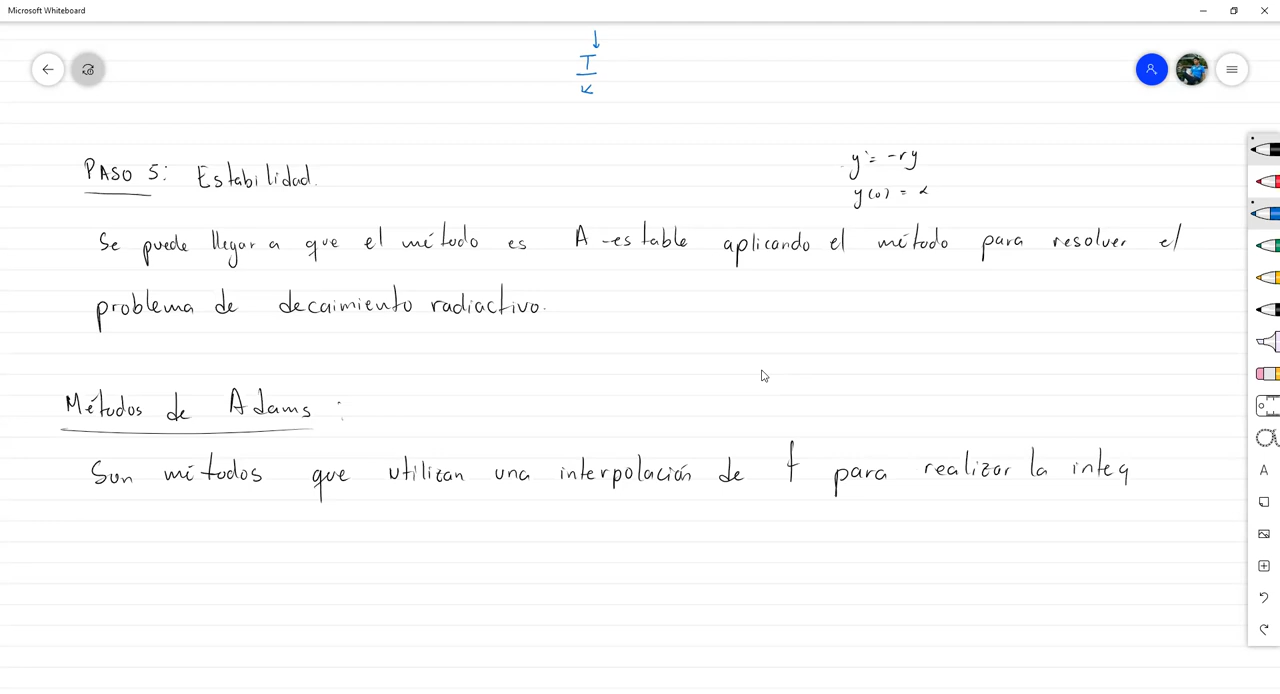 Microsoft Whiteboard
I
PASO 5: Estabilidad.
y' = -ry
y(0) = α
Se puede llegar a que el método es A-estable aplicando el método para resolver el
problema de decaimiento radiactivo.
Métodos de Adams :
Son métodos que utilizan una interpolación de f para realizar la integ
A